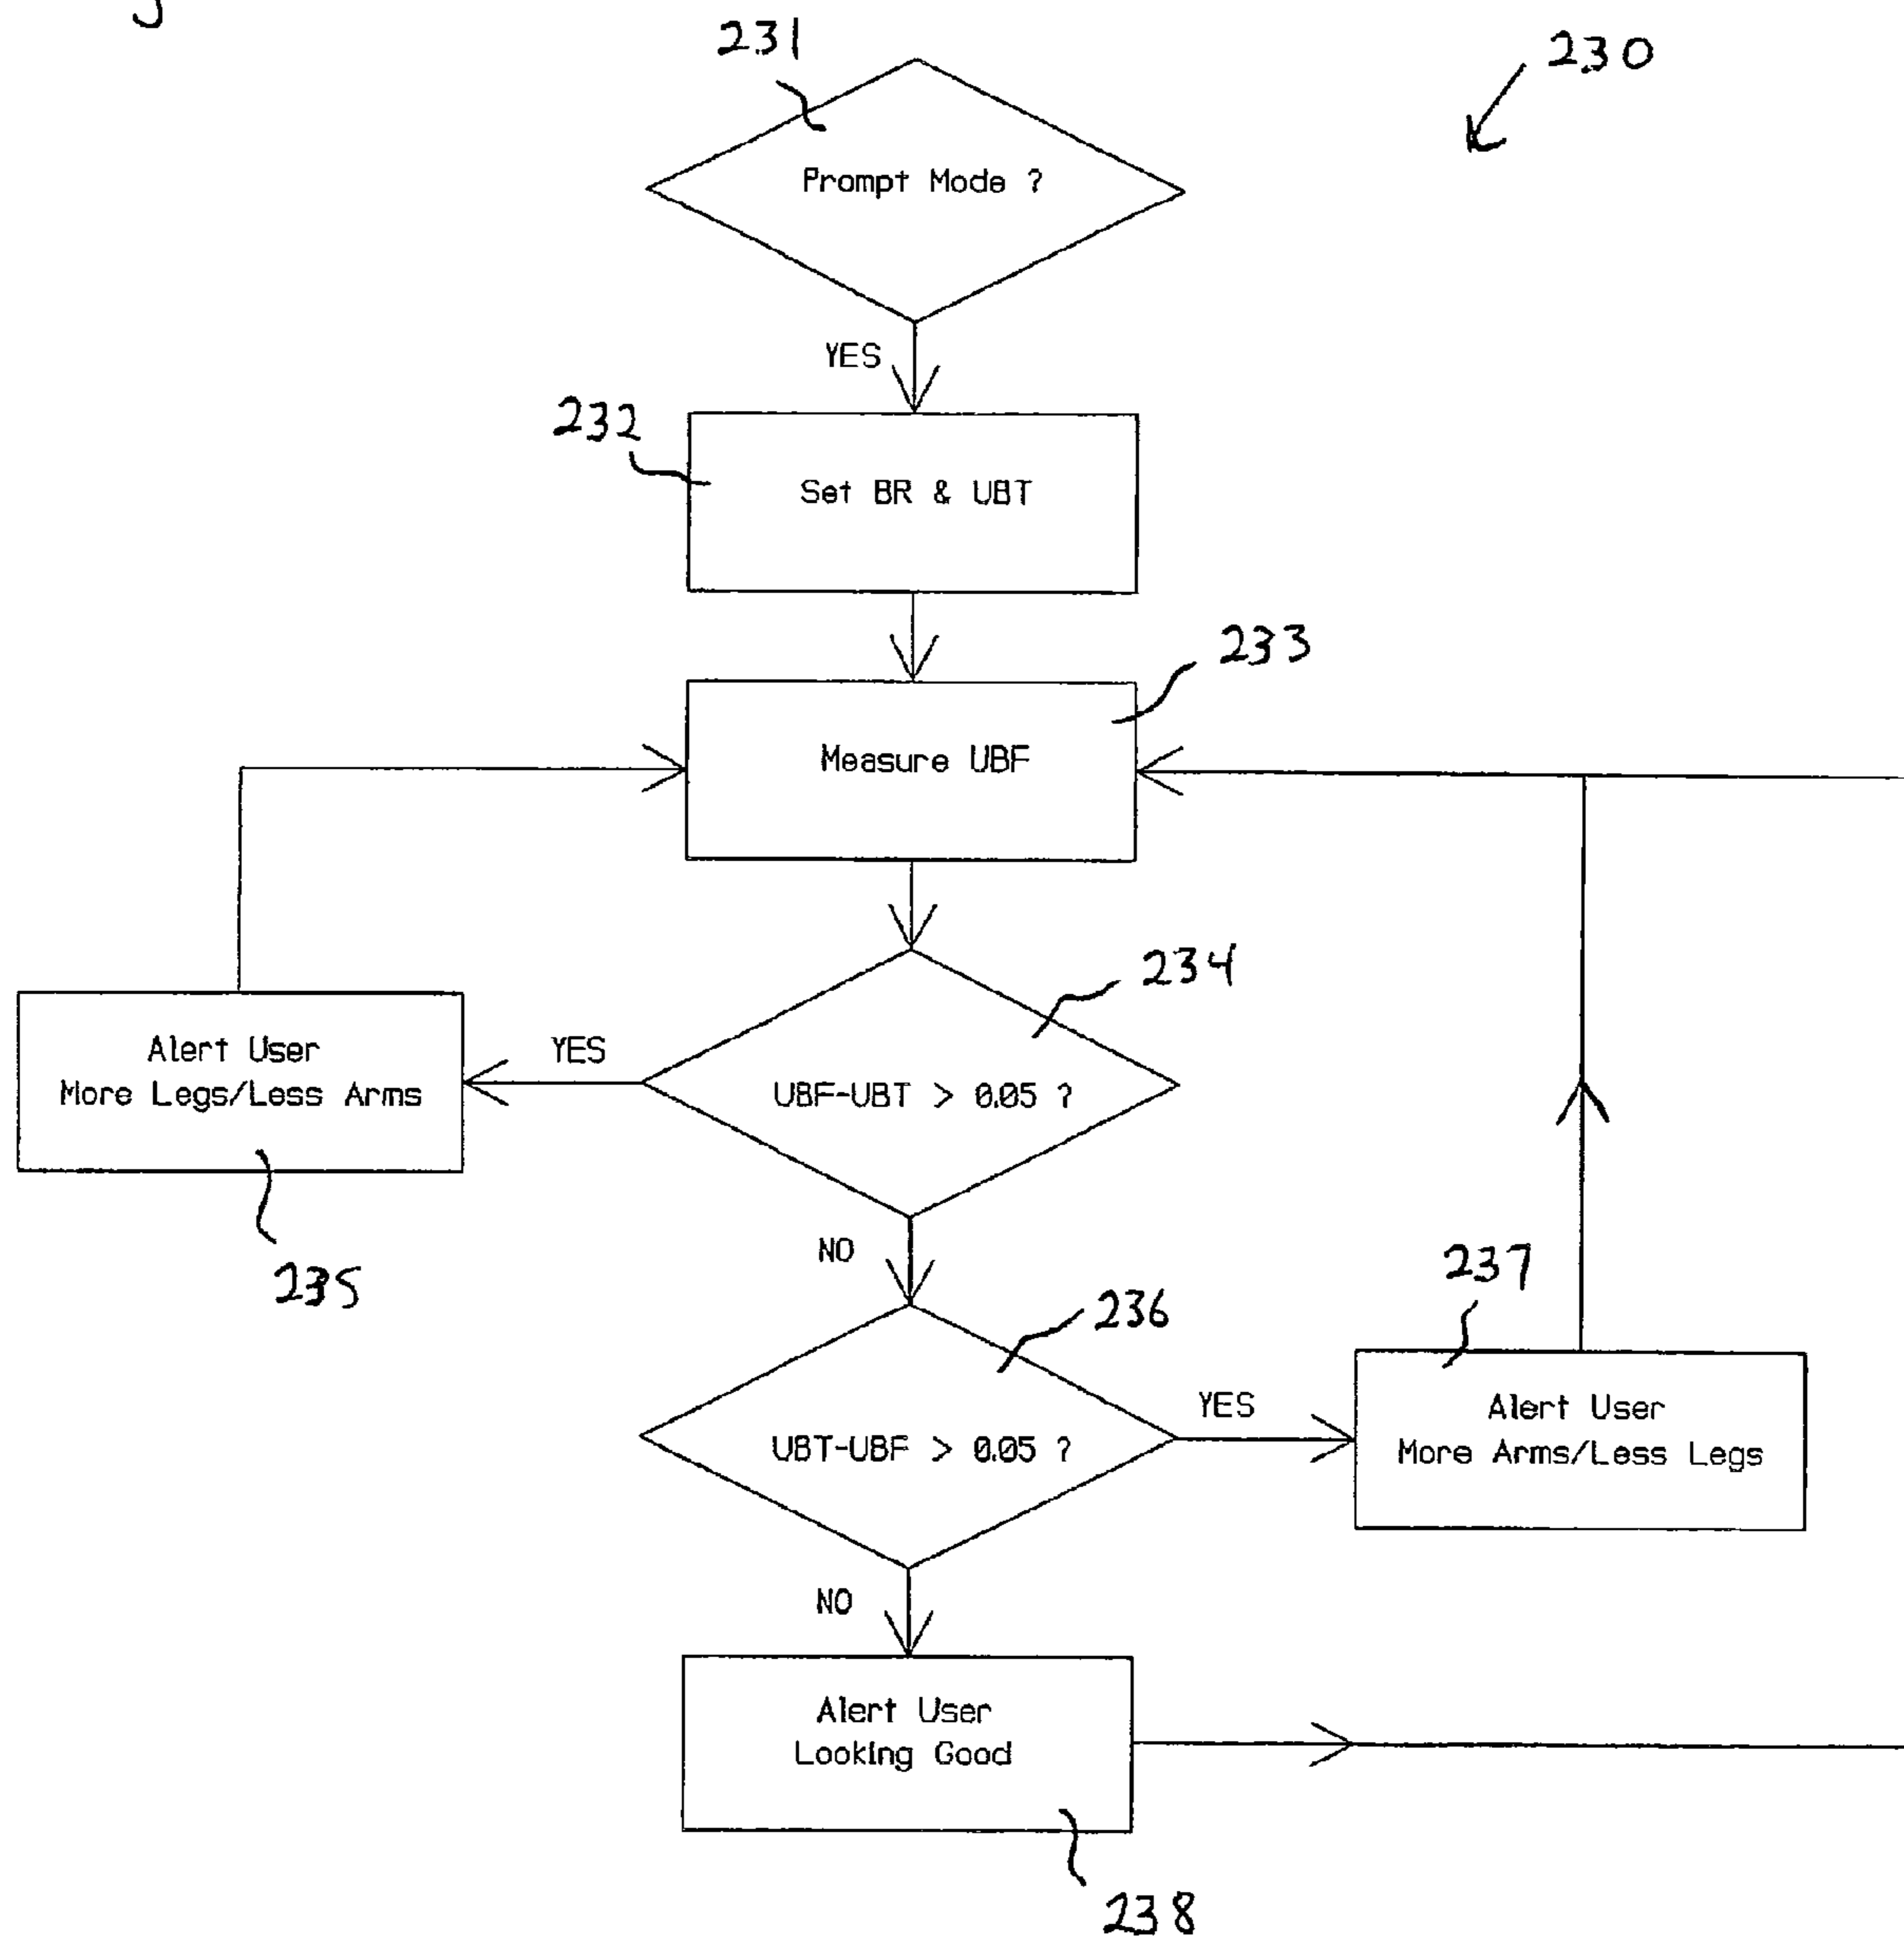 231
230
Prompt Mode ?
YES
232
Set BR & UBT
233
Measure UBF
234
Alert User
More Legs/Less Arms
YES
UBF-UBT > 0.05 ?
235
NO
237
236
UBT-UBF > 0.05 ?
YES
Alert User
More Arms/Less Legs
NO
Alert User
Looking Good
238